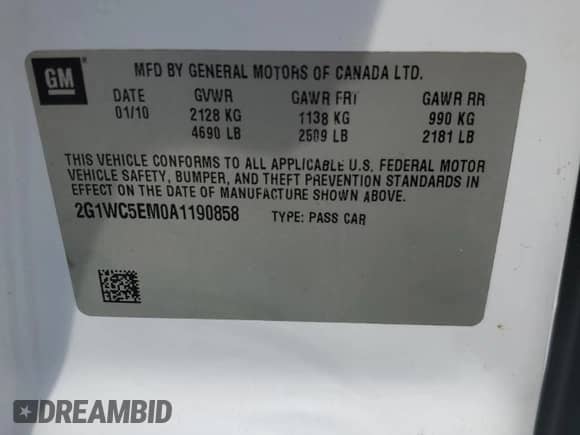 GM
MFD BY GENERAL MOTORS OF CANADA LTD.
DATE GVWR GAWR FRT GAWR RR
01/10 2128 KG 1138 KG 990 KG
4690 LB 2509 LB 2181 LB
THIS VEHICLE CONFORMS TO ALL APPLICABLE U.S. FEDERAL MOTOR
VEHICLE SAFETY, BUMPER, AND THEFT PREVENTION STANDARDS IN
EFFECT ON THE DATE OF MANUFACTURE SHOWN ABOVE.
2G1WC5EM0A1190858 TYPE: PASS CAR
DREAMBID